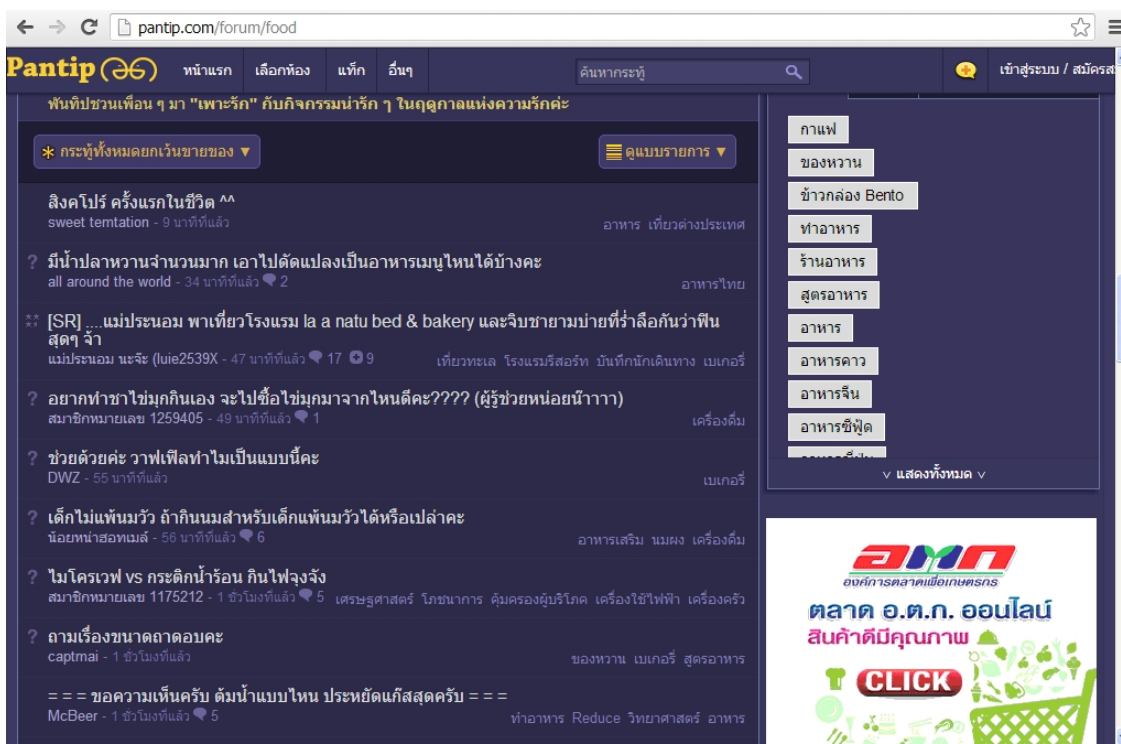 pantip.com/forum/food
Pantip หน้าแรก เลือกห้อง แท็ก อื่นๆ ค้นหากระทู้ เข้าสู่ระบบ / สมัครส
พันทิปชวนเพื่อน ๆ มา "เพาะรัก" กับกิจกรรมน่ารัก ๆ ในฤดูกาลแห่งความรักค่ะ
กระทู้ทั้งหมดยกเว้นขายของ ▼ ดูแบบรายการ ▼
สิงคโปร์ ครั้งแรกในชีวิต ^^
sweet temtation - 9 นาทีที่แล้ว อาหาร เที่ยวต่างประเทศ
? มีน้ำปลาหวานจำนวนมาก เอาไปดัดแปลงเป็นอาหารเมนูไหนได้บ้างคะ
all around the world - 34 นาทีที่แล้ว 2 อาหารไทย
[SR] ....แม่ประนอม พาเที่ยวโรงแรม la a natu bed & bakery และจิบชายามบ่ายที่ร่ำลือกันว่าฟิน
สุดๆ จ้า
แม่ประนอม นะจ๊ะ (luie2539X - 47 นาทีที่แล้ว 17 9 เที่ยวทะเล โรงแรมรีสอร์ท บันทึกนักเดินทาง เบเกอรี่
? อยากทำชาไข่มุกกินเอง จะไปซื้อไข่มุกมาจากไหนดีคะ???? (ผู้รู้ช่วยหน่อยน๊าาาา)
สมาชิกหมายเลข 1259405 - 49 นาทีที่แล้ว 1 เครื่องดื่ม
? ช่วยด้วยค่ะ วาฟเฟิลทำไมเป็นแบบนี้คะ
DWZ - 55 นาทีที่แล้ว เบเกอรี่
? เด็กไม่แพ้นมวัว ถ้ากินนมสำหรับเด็กแพ้นมวัวได้หรือเปล่าคะ
น้อยหน่าฮอทเมล์ - 56 นาทีที่แล้ว 6 อาหารเสริม นมผง เครื่องดื่ม
? ไมโครเวฟ vs กระติกน้ำร้อน กินไฟจุงจัง
สมาชิกหมายเลข 1175212 - 1 ชั่วโมงที่แล้ว 5 เศรษฐศาสตร์ โภชนาการ คุ้มครองผู้บริโภค เครื่องใช้ไฟฟ้า เครื่องครัว
? ถามเรื่องขนาดถาดอบคะ
captmai - 1 ชั่วโมงที่แล้ว ของหวาน เบเกอรี่ สูตรอาหาร
= = = ขอความเห็นครับ ต้มน้ำแบบไหน ประหยัดแก๊สสุดครับ = = =
McBeer - 1 ชั่วโมงที่แล้ว 5 ทำอาหาร Reduce วิทยาศาสตร์ อาหาร
กาแฟ
ของหวาน
ข้าวกล่อง Bento
ทำอาหาร
ร้านอาหาร
สูตรอาหาร
อาหาร
อาหารคาว
อาหารจีน
อาหารซีฟู้ด
แสดงทั้งหมด
อตก
องค์การตลาดเพื่อเกษตรกร
ตลาด อ.ต.ก. ออนไลน์
สินค้าดีมีคุณภาพ
CLICK